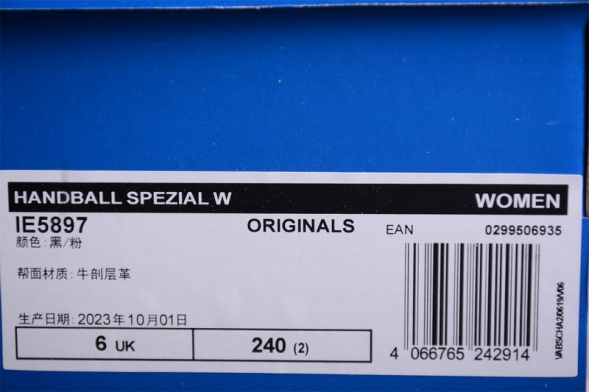 HANDBALL SPEZIAL W WOMEN
IE5897 ORIGINALS EAN 0299506935
颜色:黑/粉
帮面材质:牛剖层革
生产日期:2023年10月01日
6 UK 240 (2)
4 066765 242914